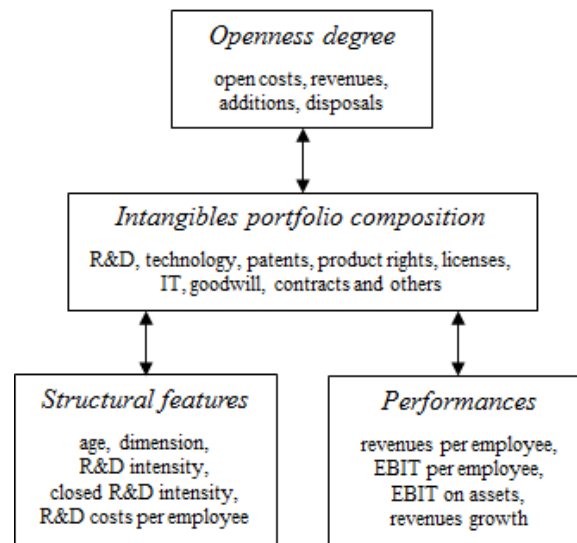 Openness degree
open costs, revenues,
additions, disposals
Intangibles portfolio composition
R&D, technology, patents, product rights, licenses,
IT, goodwill, contracts and others
Structural features
age, dimension,
R&D intensity,
closed R&D intensity,
R&D costs per employee
Performances
revenues per employee,
EBIT per employee,
EBIT on assets,
revenues growth